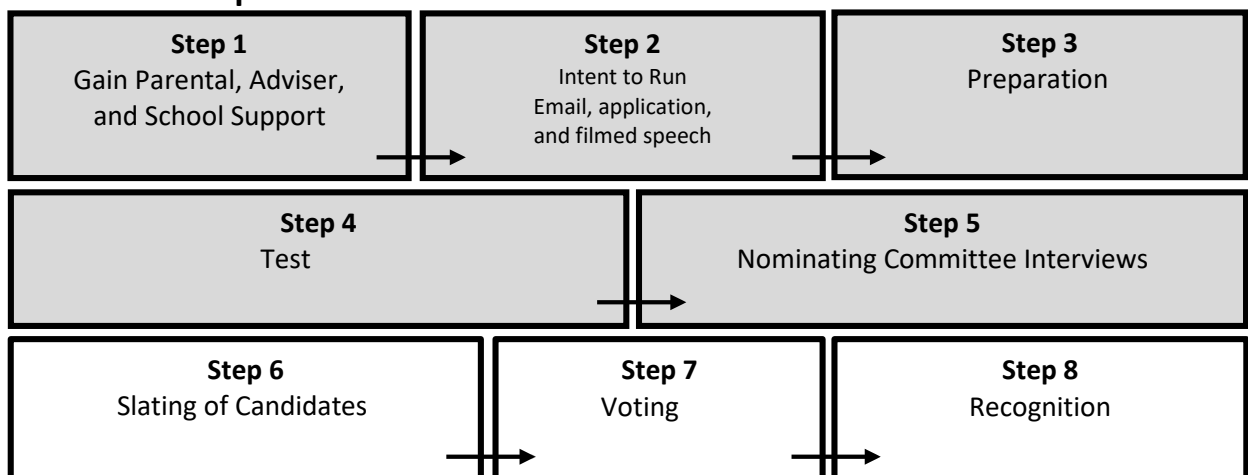 Step 1
Gain Parental, Adviser,
and School Support
Step 2
Intent to Run
Email, application,
and filmed speech
Step 3
Preparation
Step 4
Test
Step 5
Nominating Committee Interviews
Step 6
Slating of Candidates
Step 7
Voting
Step 8
Recognition